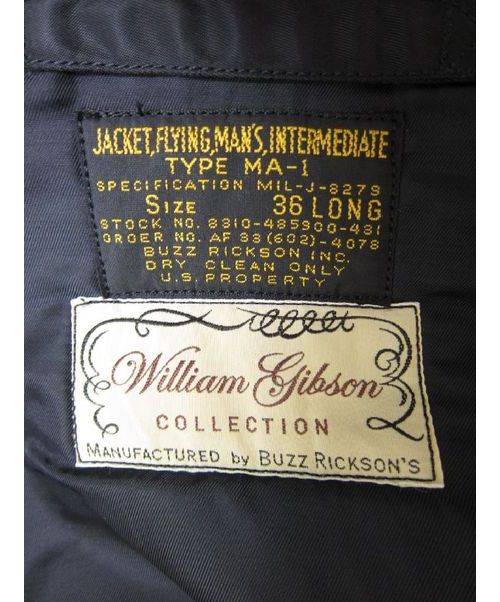 JACKET, FLYING, MAN'S, INTERMEDIATE
TYPE MA-1
SPECIFICATION MIL-J-8279
SIZE 36 LONG
STOCK NO. 8310-485900-431
ORDER NO. AF 33(602)-4078
BUZZ RICKSON INC.
DRY CLEAN ONLY
U.S. PROPERTY
William Gibson
COLLECTION
MANUFACTURED by BUZZ RICKSON'S